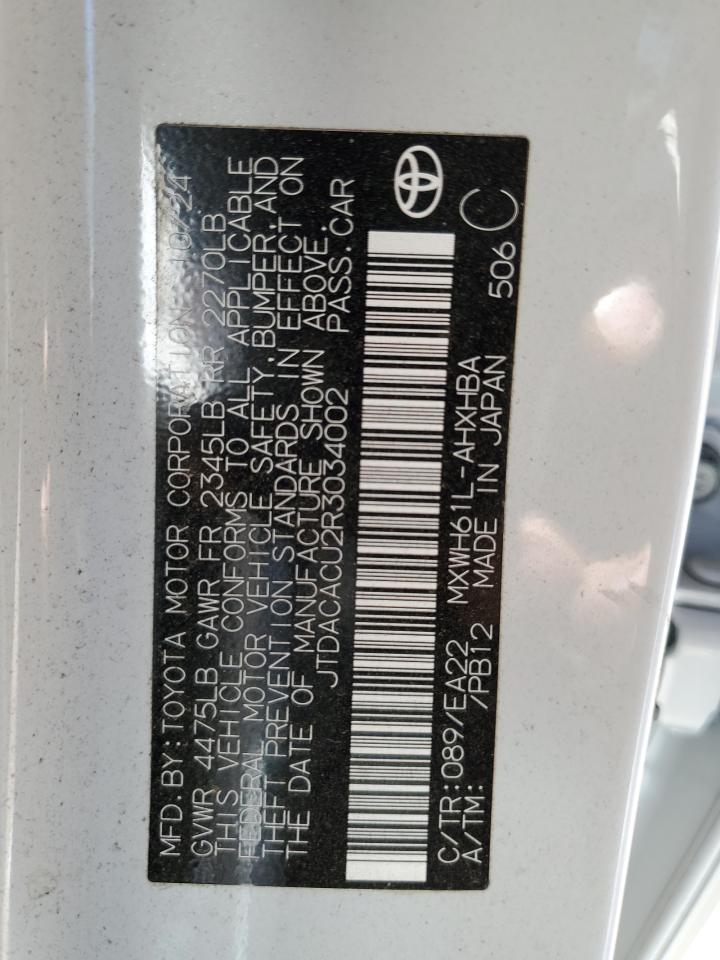 MFD. BY: TOYOTA MOTOR CORPORATION 10/24
GVWR 4475LB GAWR FR 2345LB RR 2270LB
THIS VEHICLE CONFORMS TO ALL APPLICABLE
FEDERAL MOTOR VEHICLE SAFETY, BUMPER, AND
THEFT PREVENTION STANDARDS IN EFFECT ON
THE DATE OF MANUFACTURE SHOWN ABOVE.
JTDACACU2R3034002 PASS. CAR
C/TR: 089/EA22 MXWH61L-AHXHBA
A/TM: /PB12 MADE IN JAPAN 506 C